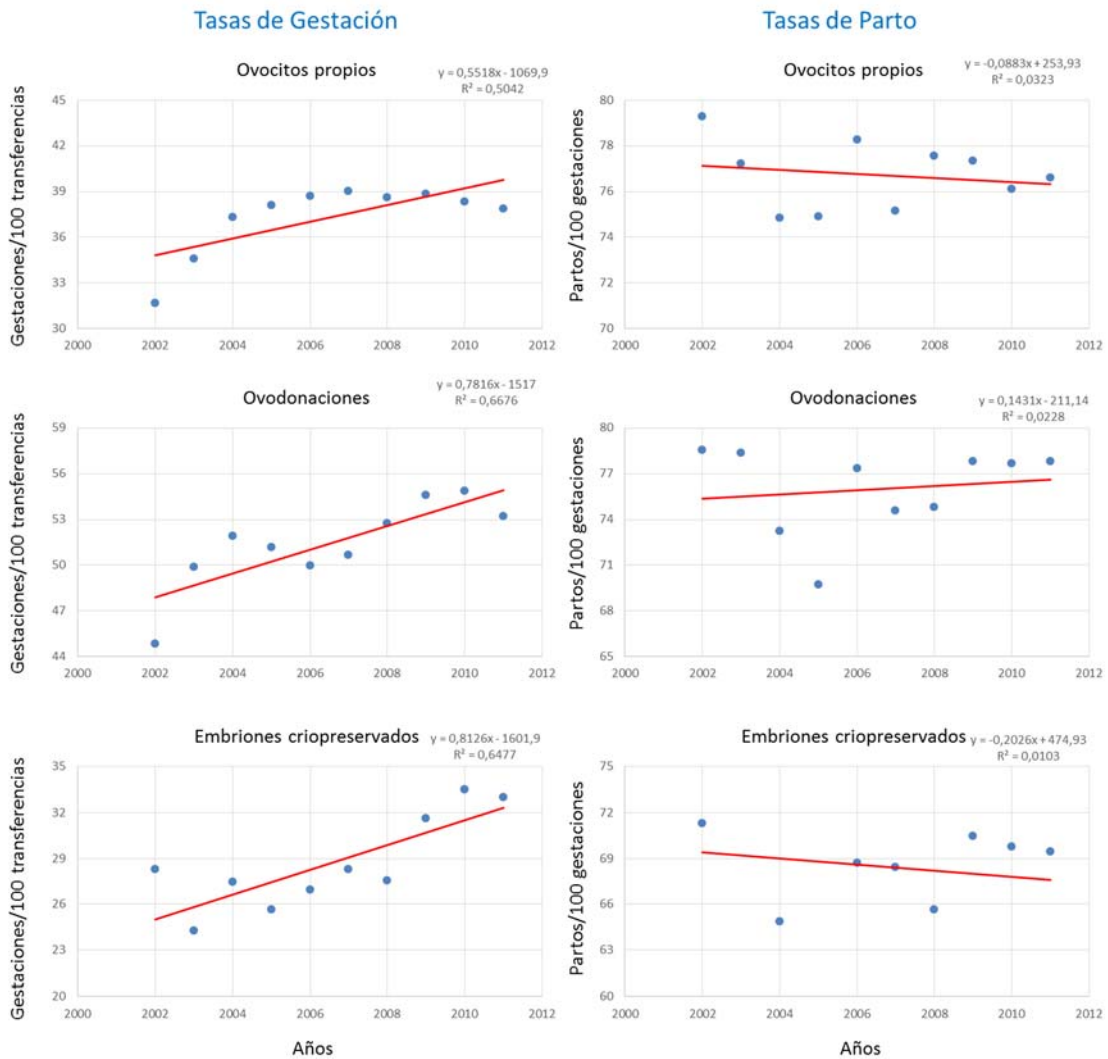 Tasas de Gestación
Tasas de Parto
Ovocitos propios
y = 0,5518x - 1069,9
R² = 0,5042
Gestaciones/100 transferencias
45
42
39
36
33
30
2000 2002 2004 2006 2008 2010 2012
Ovocitos propios
y = -0,0883x + 253,93
R² = 0,0323
Partos/100 gestaciones
80
78
76
74
72
70
2000 2002 2004 2006 2008 2010 2012
Ovodonaciones
y = 0,7816x - 1517
R² = 0,6676
Gestaciones/100 transferencias
59
56
53
50
47
44
2000 2002 2004 2006 2008 2010 2012
Ovodonaciones
y = 0,1431x - 211,14
R² = 0,0228
Partos/100 gestaciones
80
77
74
71
68
65
2000 2002 2004 2006 2008 2010 2012
Embriones criopreservados
y = 0,8126x - 1601,9
R² = 0,6477
Gestaciones/100 transferencias
35
32
29
26
23
20
2000 2002 2004 2006 2008 2010 2012
Años
Embriones criopreservados
y = -0,2026x + 474,93
R² = 0,0103
Partos/100 gestaciones
75
72
69
66
63
60
2000 2002 2004 2006 2008 2010 2012
Años